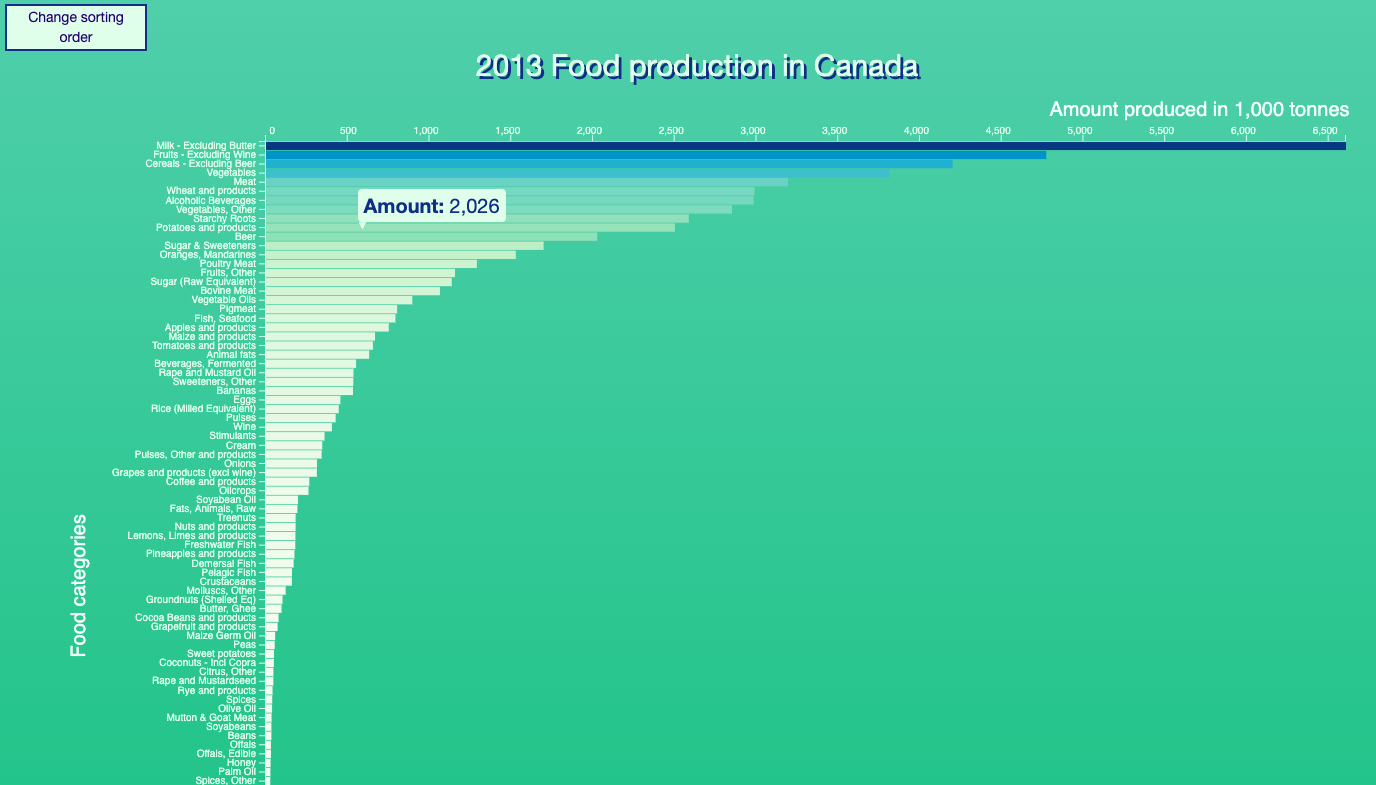 Change sorting
order
2013 Food production in Canada
Amount produced in 1,000 tonnes
0 500 1,000 1,500 2,000 2,500 3,000 3,500 4,000 4,500 5,000 5,500 6,000 6,500
Milk - Excluding Butter
Fruits - Excluding Wine
Cereals - Excluding Beer
Vegetables
Meat
Wheat and products
Alcoholic Beverages
Amount: 2,026
Vegetables, Other
Starchy Roots
Potatoes and products
Beer
Sugar & Sweeteners
Oranges, Mandarines
Poultry Meat
Fruits, Other
Sugar (Raw Equivalent)
Bovine Meat
Vegetable Oils
Pigmeat
Fish, Seafood
Apples and products
Maize and products
Tomatoes and products
Animal fats
Beverages, Fermented
Rape and Mustard Oil
Sweeteners, Other
Bananas
Eggs
Rice (Milled Equivalent)
Pulses
Wine
Stimulants
Cream
Pulses, Other and products
Onions
Grapes and products (excl wine)
Coffee and products
Oilcrops
Soyabean Oil
Fats, Animals, Raw
Treenuts
Nuts and products
Lemons, Limes and products
Freshwater Fish
Pineapples and products
Demersal Fish
Pelagic Fish
Crustaceans
Molluscs, Other
Groundnuts (Shelled Eq)
Butter, Ghee
Cocoa Beans and products
Grapefruit and products
Maize Germ Oil
Peas
Sweet potatoes
Coconuts - Incl Copra
Citrus, Other
Rape and Mustardseed
Rye and products
Spices
Olive Oil
Mutton & Goat Meat
Soyabeans
Beans
Offals
Offals, Edible
Honey
Palm Oil
Spices, Other
Food categories